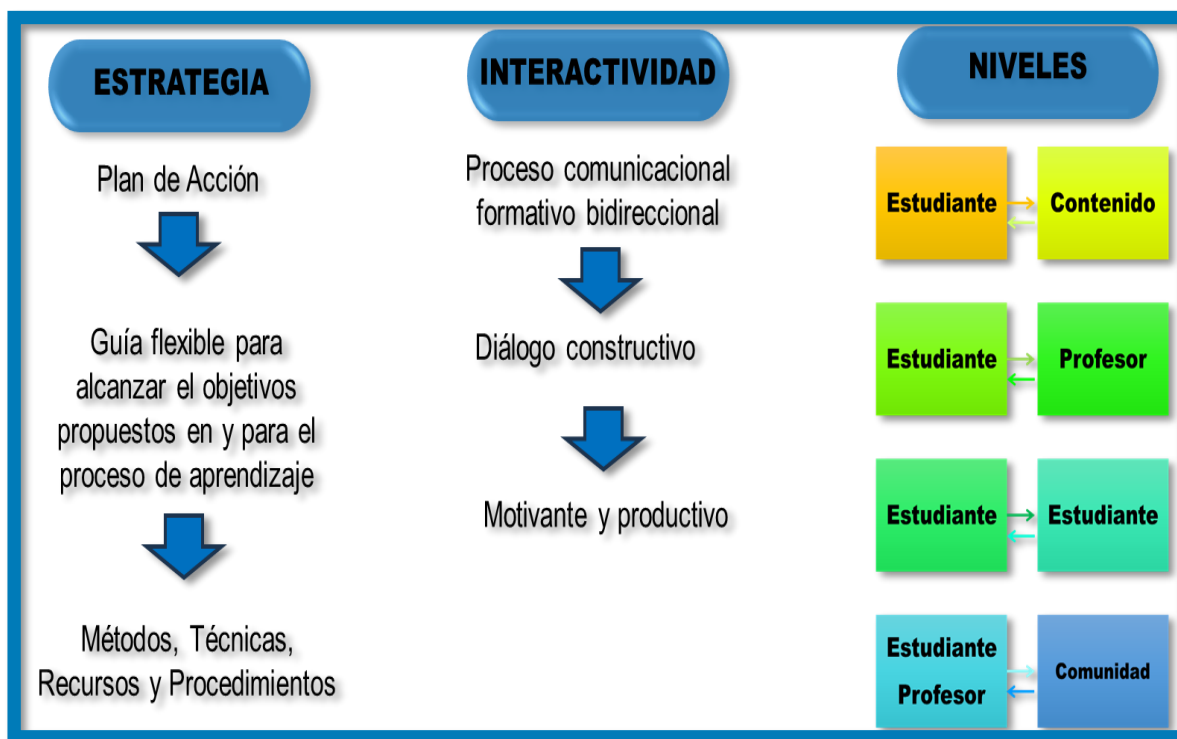 ESTRATEGIA
Plan de Acción
Guía flexible para
alcanzar el objetivos
propuestos en y para el
proceso de aprendizaje
Métodos, Técnicas,
Recursos y Procedimientos
INTERACTIVIDAD
Proceso comunicacional
formativo bidireccional
Diálogo constructivo
Motivante y productivo
NIVELES
Estudiante
Contenido
Estudiante
Profesor
Estudiante
Estudiante
Estudiante
Profesor
Comunidad